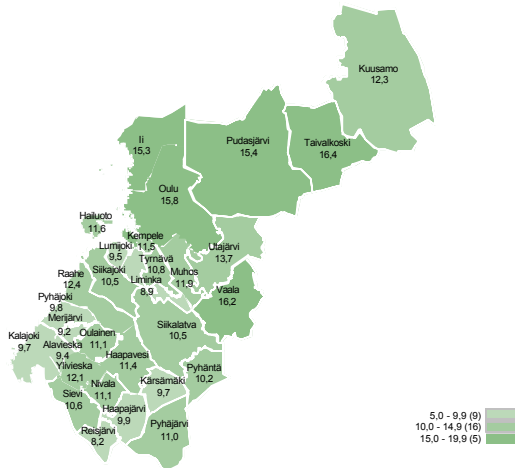 Kuusamo
12,3
Ii
15,3
Pudasjärvi
15,4
Taivalkoski
16,4
Oulu
15,8
Hailuoto
11,6
Kempele
11,5
Lumijoki
9,5
Tyrnävä
10,8
Utajärvi
13,7
Siikajoki
10,5
Muhos
11,9
Raahe
12,4
Liminka
8,9
Vaala
16,2
Pyhäjoki
9,8
Merijärvi
9,2
Siikalatva
10,5
Kalajoki
9,7
Oulainen
11,1
Alavieska
9,4
Haapavesi
11,4
Pyhäntä
10,2
Ylivieska
12,1
Nivala
11,1
Kärsämäki
9,7
Sievi
10,6
Haapajärvi
9,9
Pyhäjärvi
11,0
Reisjärvi
8,2
5,0 - 9,9 (9)
10,0 - 14,9 (16)
15,0 - 19,9 (5)